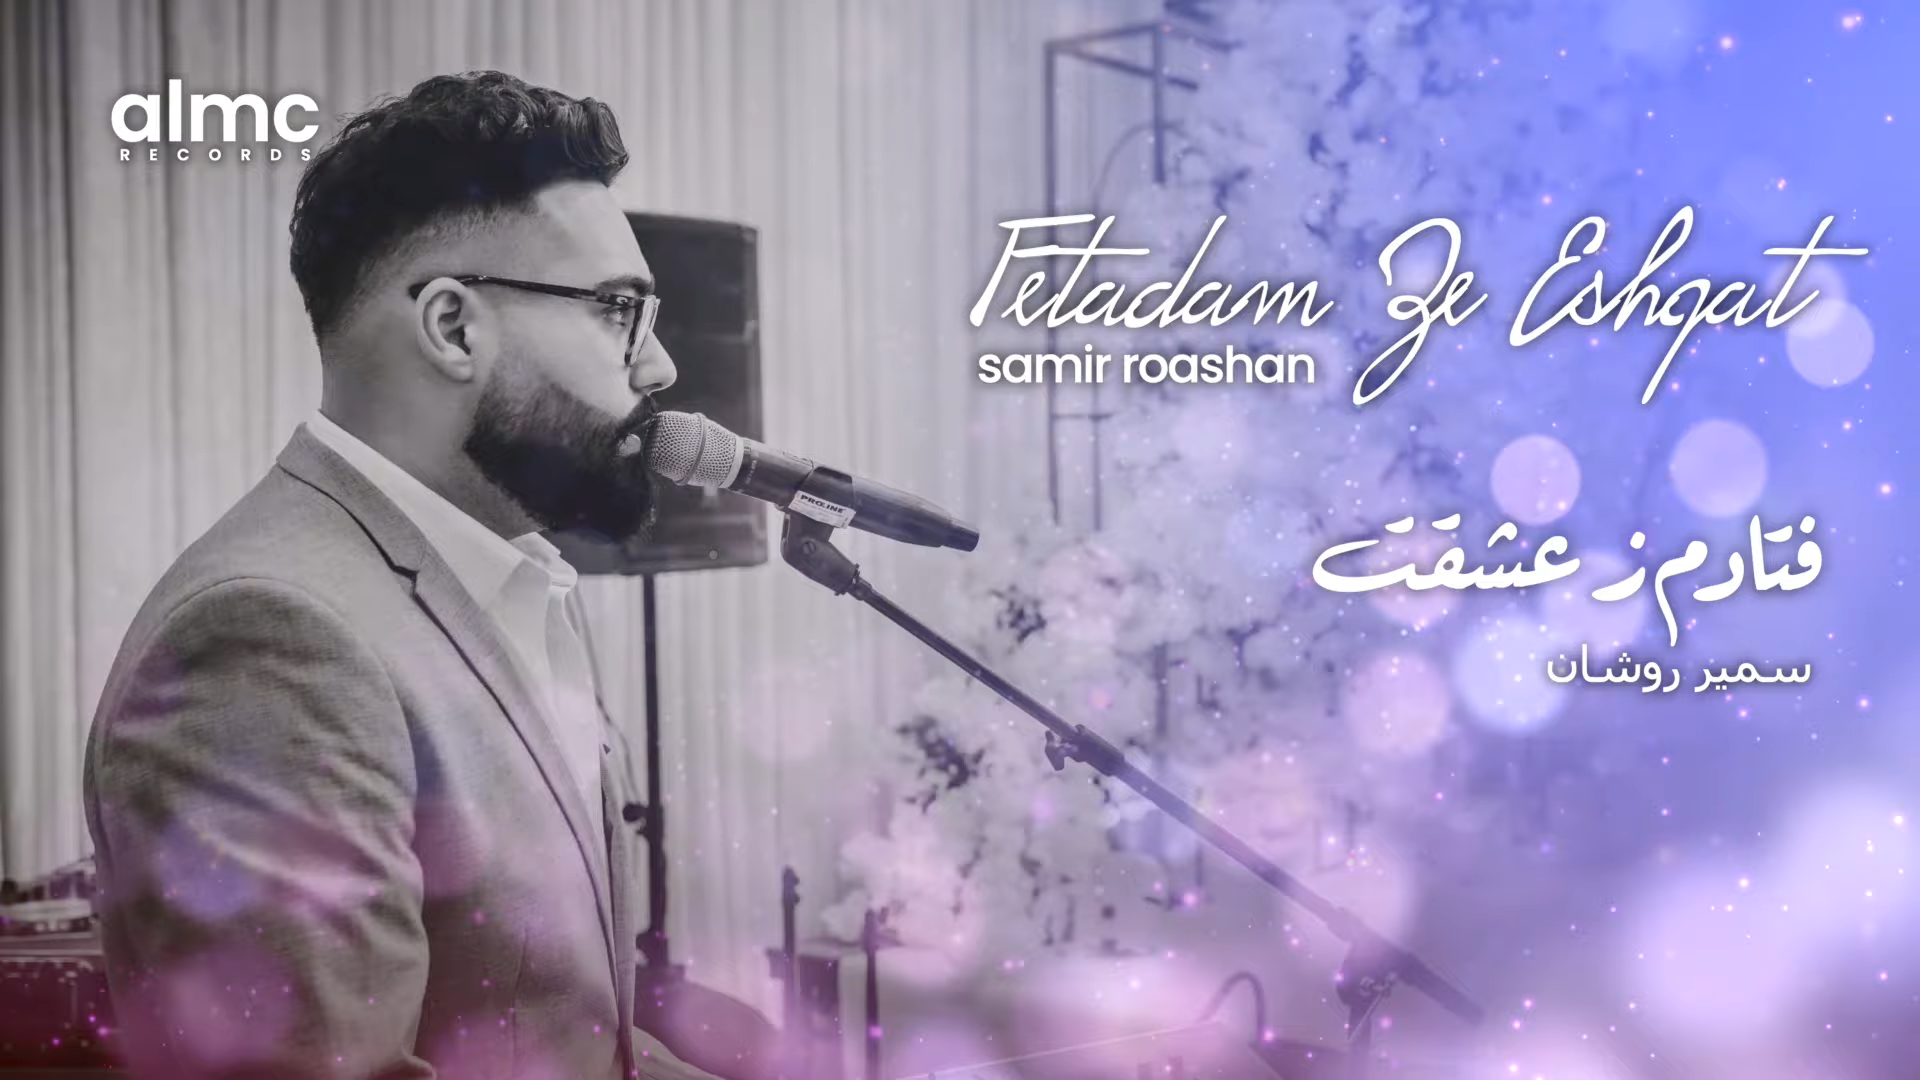 almc
RECORDS
Fetadam Ze Eshqat
samir roashan
PROLINE
فتادم ز عشقت
سمیر روشان